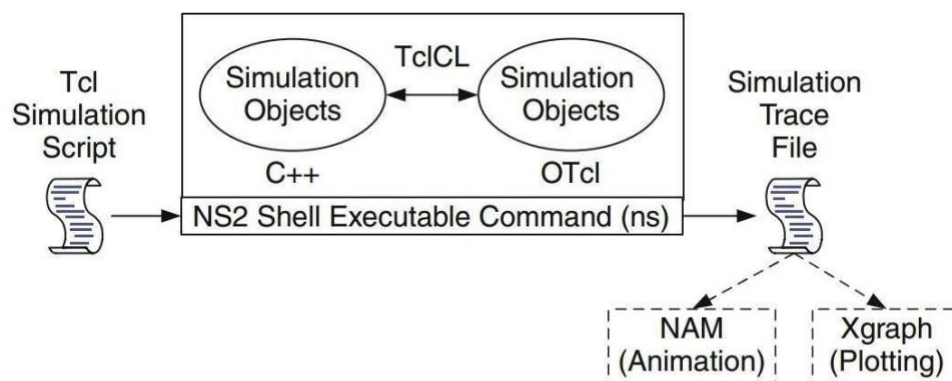 Tcl
Simulation
Script
TclCL
Simulation
Objects
Simulation
Objects
C++
OTcl
NS2 Shell Executable Command (ns)
Simulation
Trace
File
NAM
(Animation)
Xgraph
(Plotting)